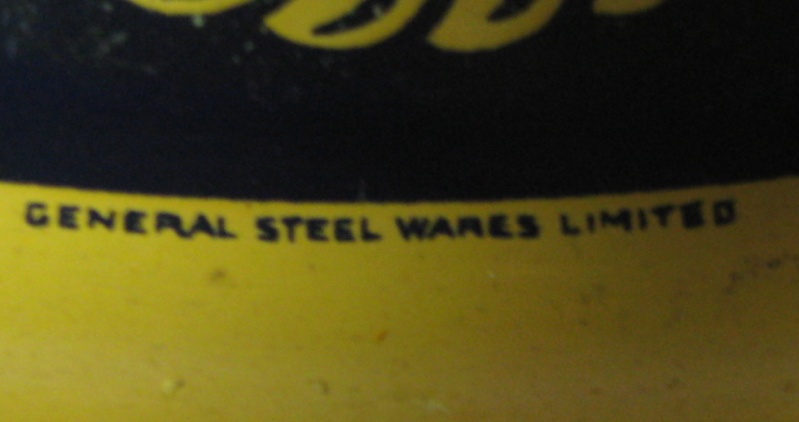 GENERAL STEEL WARES LIMITED